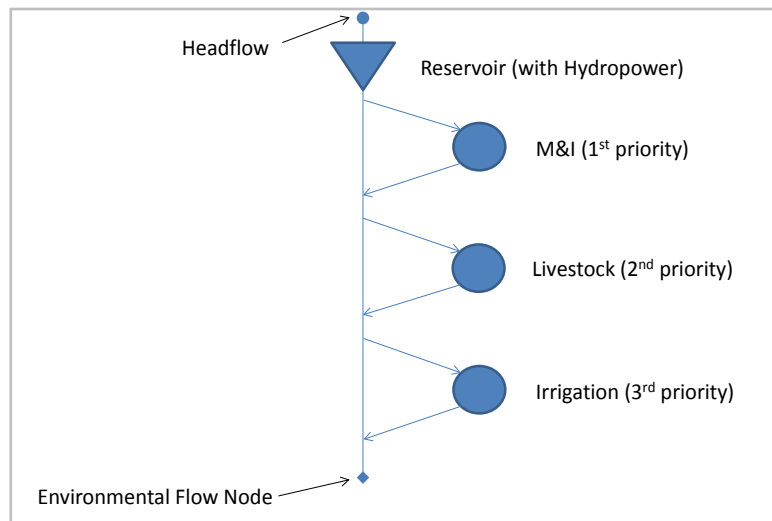 Headflow
Reservoir (with Hydropower)
M&I (1st priority)
Livestock (2nd priority)
Irrigation (3rd priority)
Environmental Flow Node